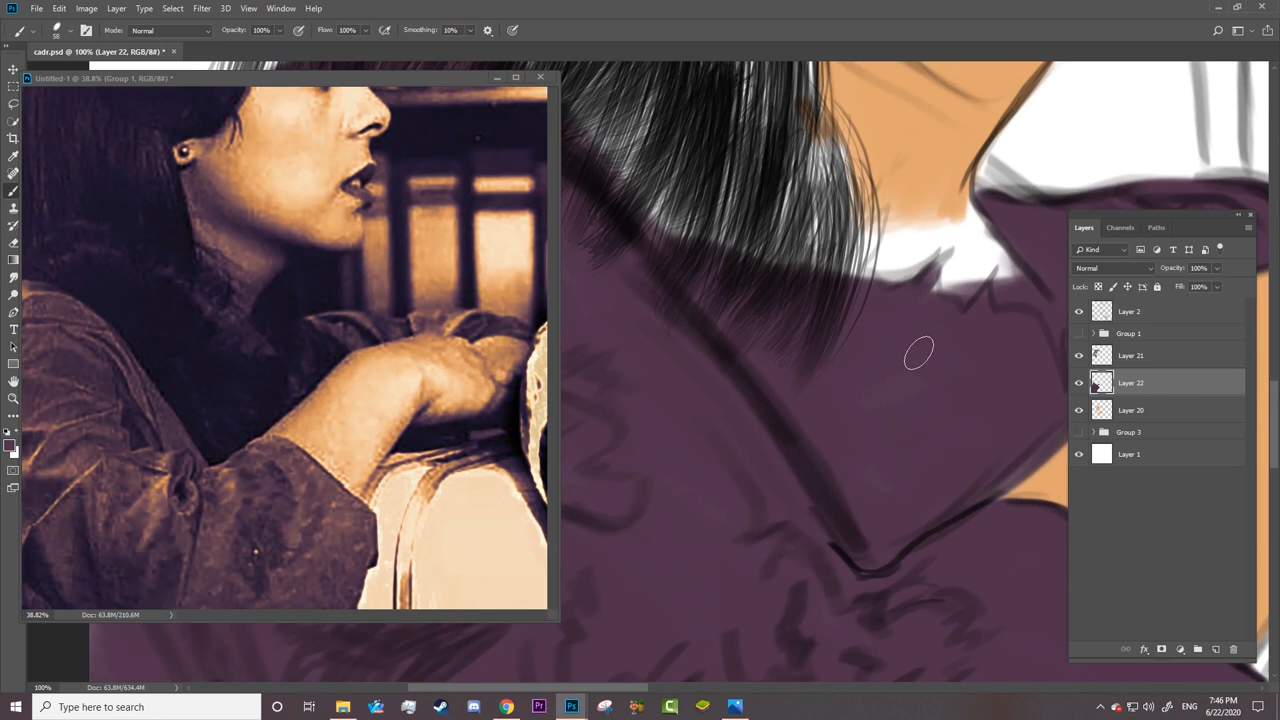 File Edit Image Layer Type Select Filter 3D View Window Help
58 Mode: Normal Opacity: 100% Flow: 100% Smoothing: 10%
cadr.psd @ 100% (Layer 22, RGB/8#) *
Untitled-1 @ 38.8% (Group 1, RGB/8#) *
Layers Channels Paths
Kind
Normal Opacity: 100%
Lock: Fill: 100%
Layer 2
Group 1
Layer 21
Layer 22
Layer 20
Group 3
Layer 1
38.82% Doc: 63.8M/210.6M
100% Doc: 63.8M/634.4M
Type here to search
7:46 PM
6/22/2020